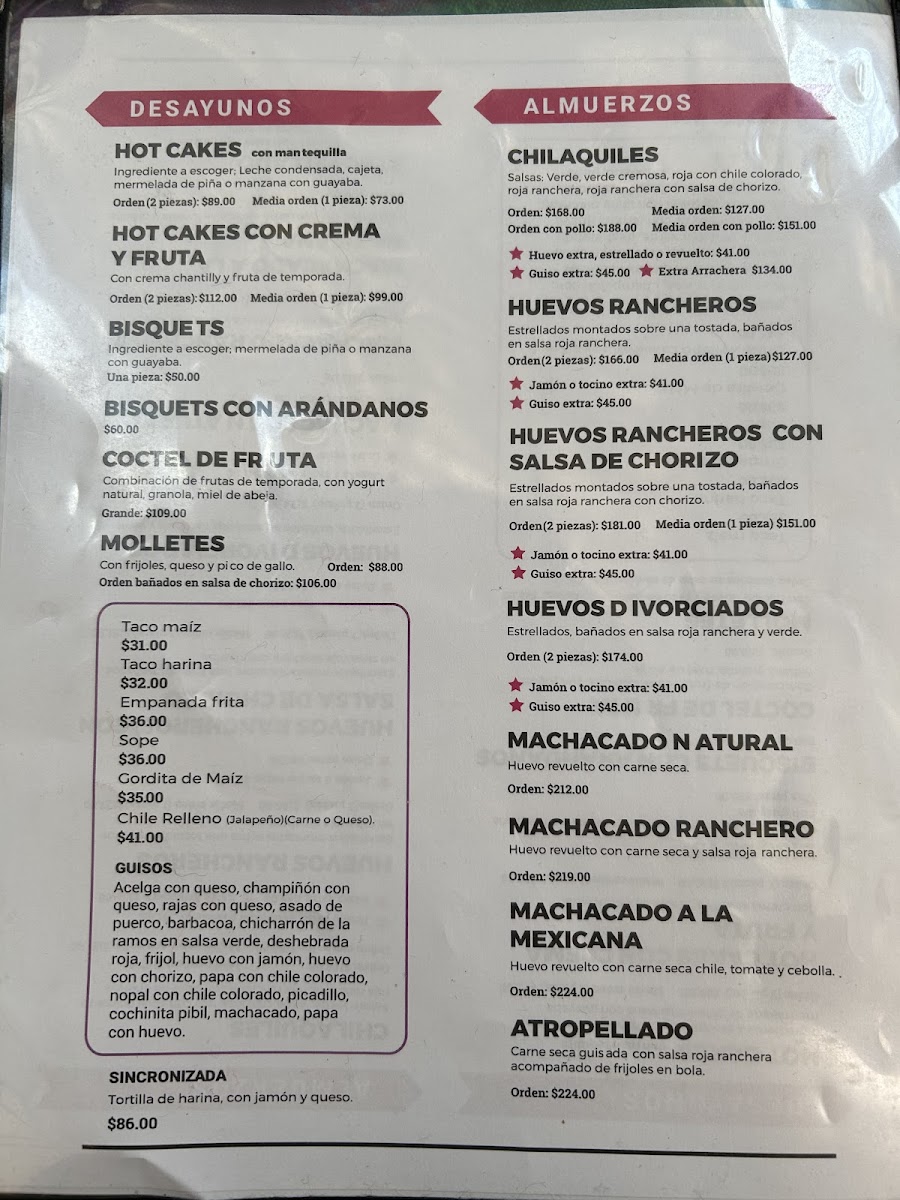 DESAYUNOS
HOT CAKES con mantequilla
Ingrediente a escoger; Leche condensada, cajeta,
mermelada de piña o manzana con guayaba.
Orden (2 piezas): $89.00 Media orden (1 pieza): $73.00
HOT CAKES CON CREMA
Y FRUTA
Con crema chantilly y fruta de temporada.
Orden (2 piezas): $112.00 Media orden (1 pieza): $99.00
BISQUETS
Ingrediente a escoger; mermelada de piña o manzana
con guayaba.
Una pieza: $50.00
BISQUETS CON ARÁNDANOS
$60.00
COCTEL DE FRUTA
Combinación de frutas de temporada, con yogurt
natural, granola, miel de abeja.
Grande: $109.00
MOLLETES
Con frijoles, queso y pico de gallo. Orden: $88.00
Orden bañados en salsa de chorizo: $106.00
Taco maíz
$31.00
Taco harina
$32.00
Empanada frita
$36.00
Sope
$36.00
Gordita de Maíz
$35.00
Chile Relleno (Jalapeño)(Carne o Queso).
$41.00
GUISOS
Acelga con queso, champiñón con
queso, rajas con queso, asado de
puerco, barbacoa, chicharrón de la
ramos en salsa verde, deshebrada
roja, frijol, huevo con jamón, huevo
con chorizo, papa con chile colorado,
nopal con chile colorado, picadillo,
cochinita pibil, machacado, papa
con huevo.
SINCRONIZADA
Tortilla de harina, con jamón y queso.
$86.00
ALMUERZOS
CHILAQUILES
Salsas: Verde, verde cremosa, roja con chile colorado,
roja ranchera, roja ranchera con salsa de chorizo.
Orden: $168.00 Media orden: $127.00
Orden con pollo: $188.00 Media orden con pollo: $151.00
Huevo extra, estrellado o revuelto: $41.00
Guiso extra: $45.00 Extra Arrachera $134.00
HUEVOS RANCHEROS
Estrellados montados sobre una tostada, bañados
en salsa roja ranchera.
Orden(2 piezas): $166.00 Media orden (1 pieza)$127.00
Jamón o tocino extra: $41.00
Guiso extra: $45.00
HUEVOS RANCHEROS CON
SALSA DE CHORIZO
Estrellados montados sobre una tostada, bañados
en salsa roja ranchera con chorizo.
Orden(2 piezas): $181.00 Media orden(1 pieza) $151.00
Jamón o tocino extra: $41.00
Guiso extra: $45.00
HUEVOS DIVORCIADOS
Estrellados, bañados en salsa roja ranchera y verde.
Orden (2 piezas): $174.00
Jamón o tocino extra: $41.00
Guiso extra: $45.00
MACHACADO NATURAL
Huevo revuelto con carne seca.
Orden: $212.00
MACHACADO RANCHERO
Huevo revuelto con carne seca y salsa roja ranchera.
Orden: $219.00
MACHACADO A LA
MEXICANA
Huevo revuelto con carne seca chile, tomate y cebolla.
Orden: $224.00
ATROPELLADO
Carne seca guisada con salsa roja ranchera
acompañado de frijoles en bola.
Orden: $224.00